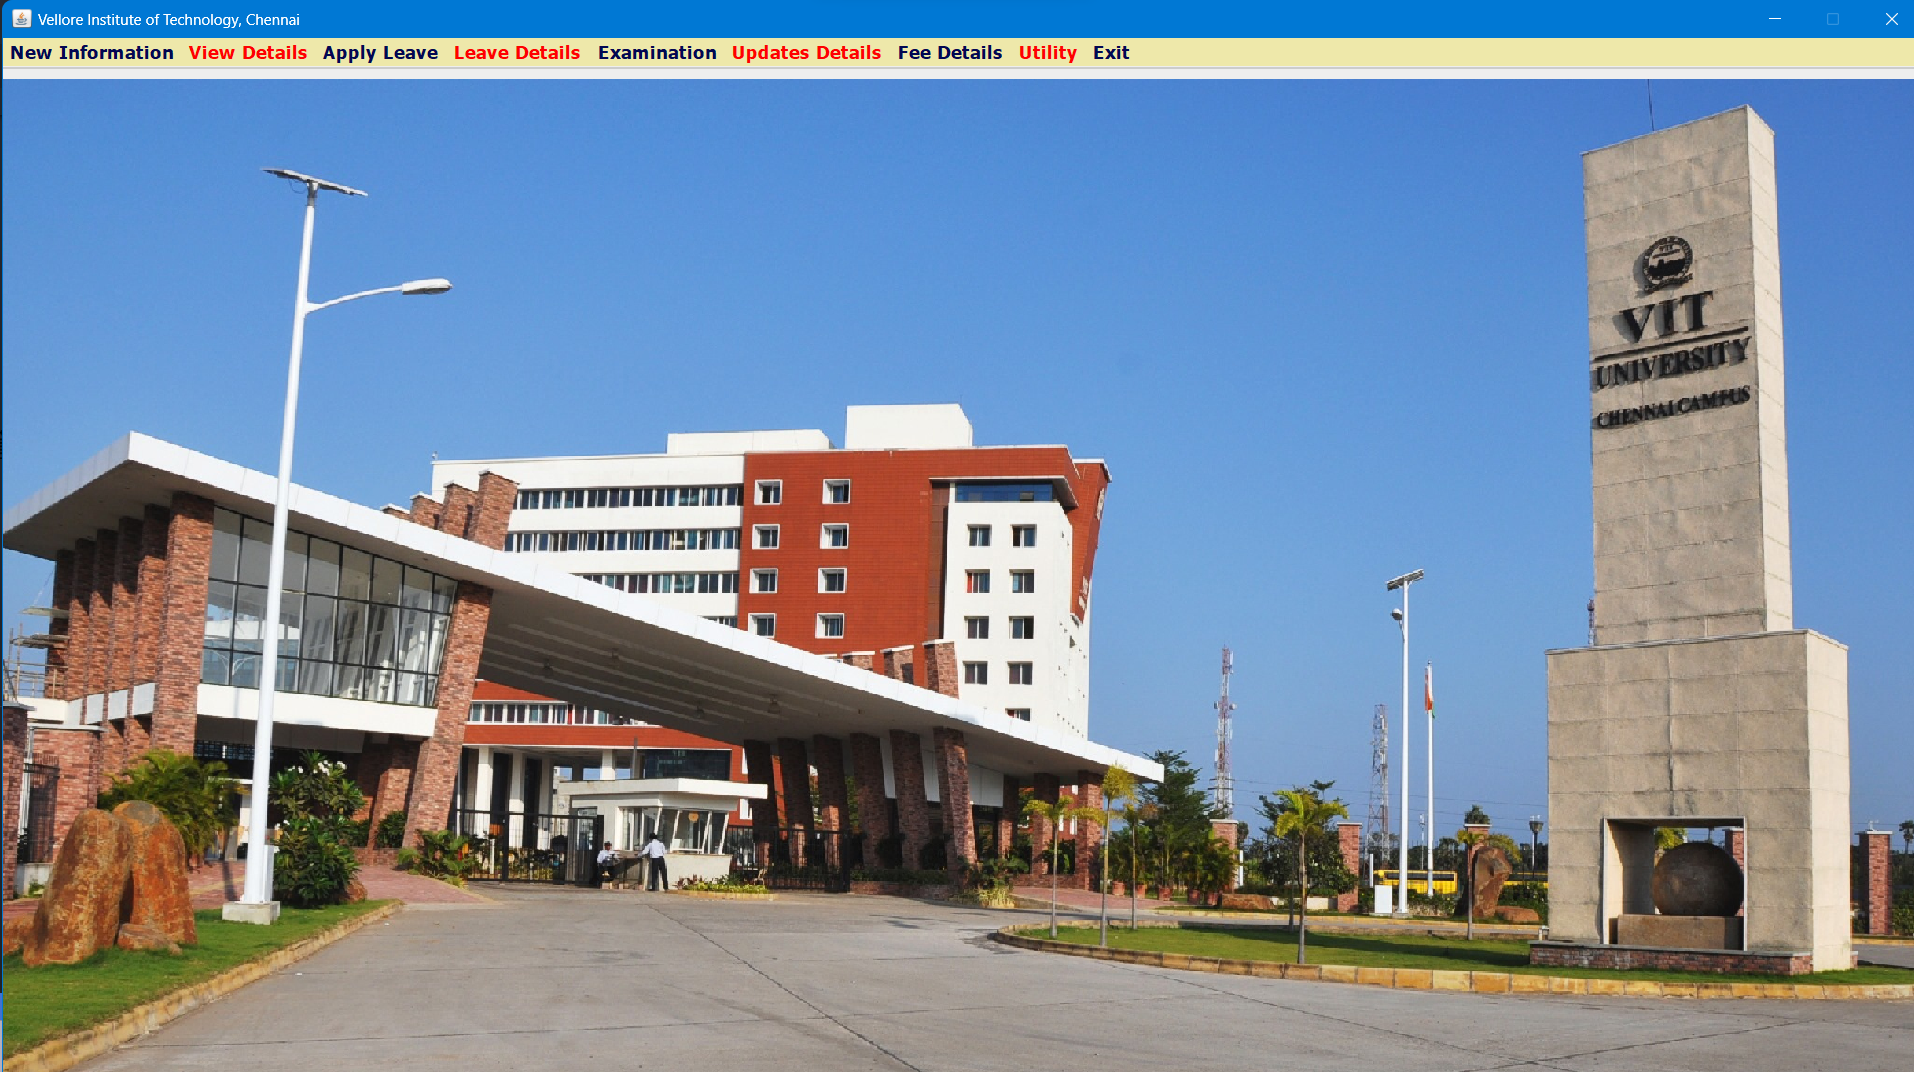 Vellore Institute of Technology, Chennai
New Information View Details Apply Leave Leave Details Examination Updates Details Fee Details Utility Exit
VIT
UNIVERSITY
CHENNAI CAMPUS